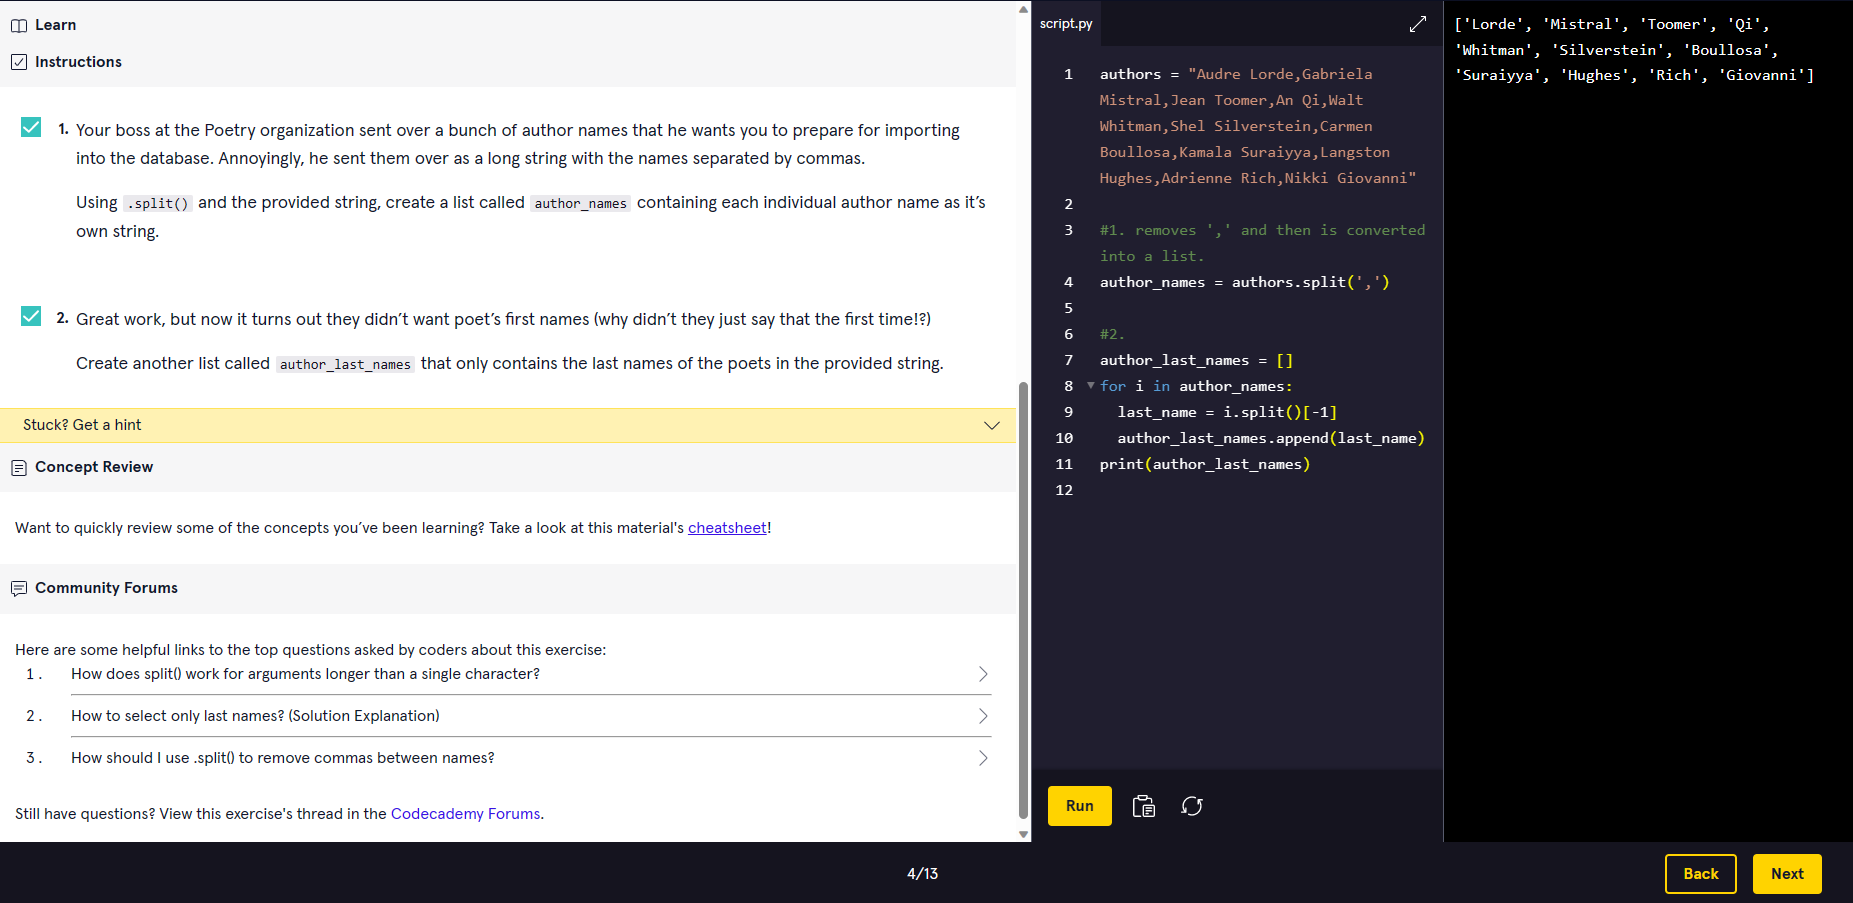 Learn
Instructions
1. Your boss at the Poetry organization sent over a bunch of author names that he wants you to prepare for importing
into the database. Annoyingly, he sent them over as a long string with the names separated by commas.
Using .split() and the provided string, create a list called author_names containing each individual author name as it’s
own string.
2. Great work, but now it turns out they didn’t want poet’s first names (why didn’t they just say that the first time!?)
Create another list called author_last_names that only contains the last names of the poets in the provided string.
Stuck? Get a hint
Concept Review
Want to quickly review some of the concepts you’ve been learning? Take a look at this material's cheatsheet!
Community Forums
Here are some helpful links to the top questions asked by coders about this exercise:
1. How does split() work for arguments longer than a single character?
2. How to select only last names? (Solution Explanation)
3. How should I use .split() to remove commas between names?
Still have questions? View this exercise's thread in the Codecademy Forums.
script.py
1 authors = "Audre Lorde,Gabriela
Mistral,Jean Toomer,An Qi,Walt
Whitman,Shel Silverstein,Carmen
Boullosa,Kamala Suraiyya,Langston
Hughes,Adrienne Rich,Nikki Giovanni"
2
3 #1. removes ',' and then is converted
into a list.
4 author_names = authors.split(',')
5
6 #2.
7 author_last_names = []
8 for i in author_names:
9   last_name = i.split()[-1]
10   author_last_names.append(last_name)
11 print(author_last_names)
12
Run
['Lorde', 'Mistral', 'Toomer', 'Qi',
'Whitman', 'Silverstein', 'Boullosa',
'Suraiyya', 'Hughes', 'Rich', 'Giovanni']
4/13
Back
Next